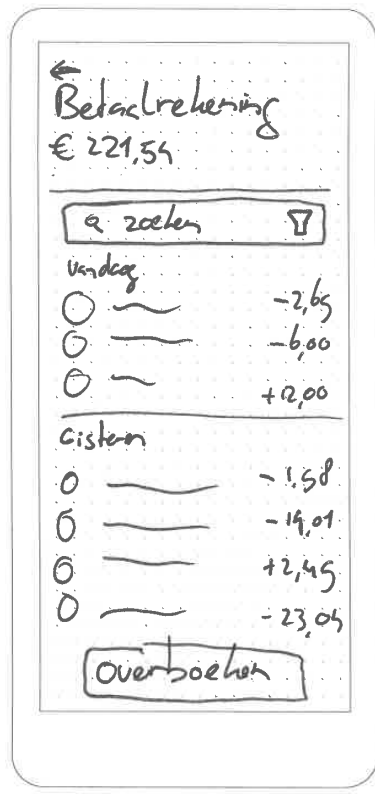 ←
Betaalrekening
€ 221,54
zoeken
Vandaag
-2,65
-6,00
+12,00
Gisteren
-1,58
-19,01
+2,45
-23,04
Overboeken